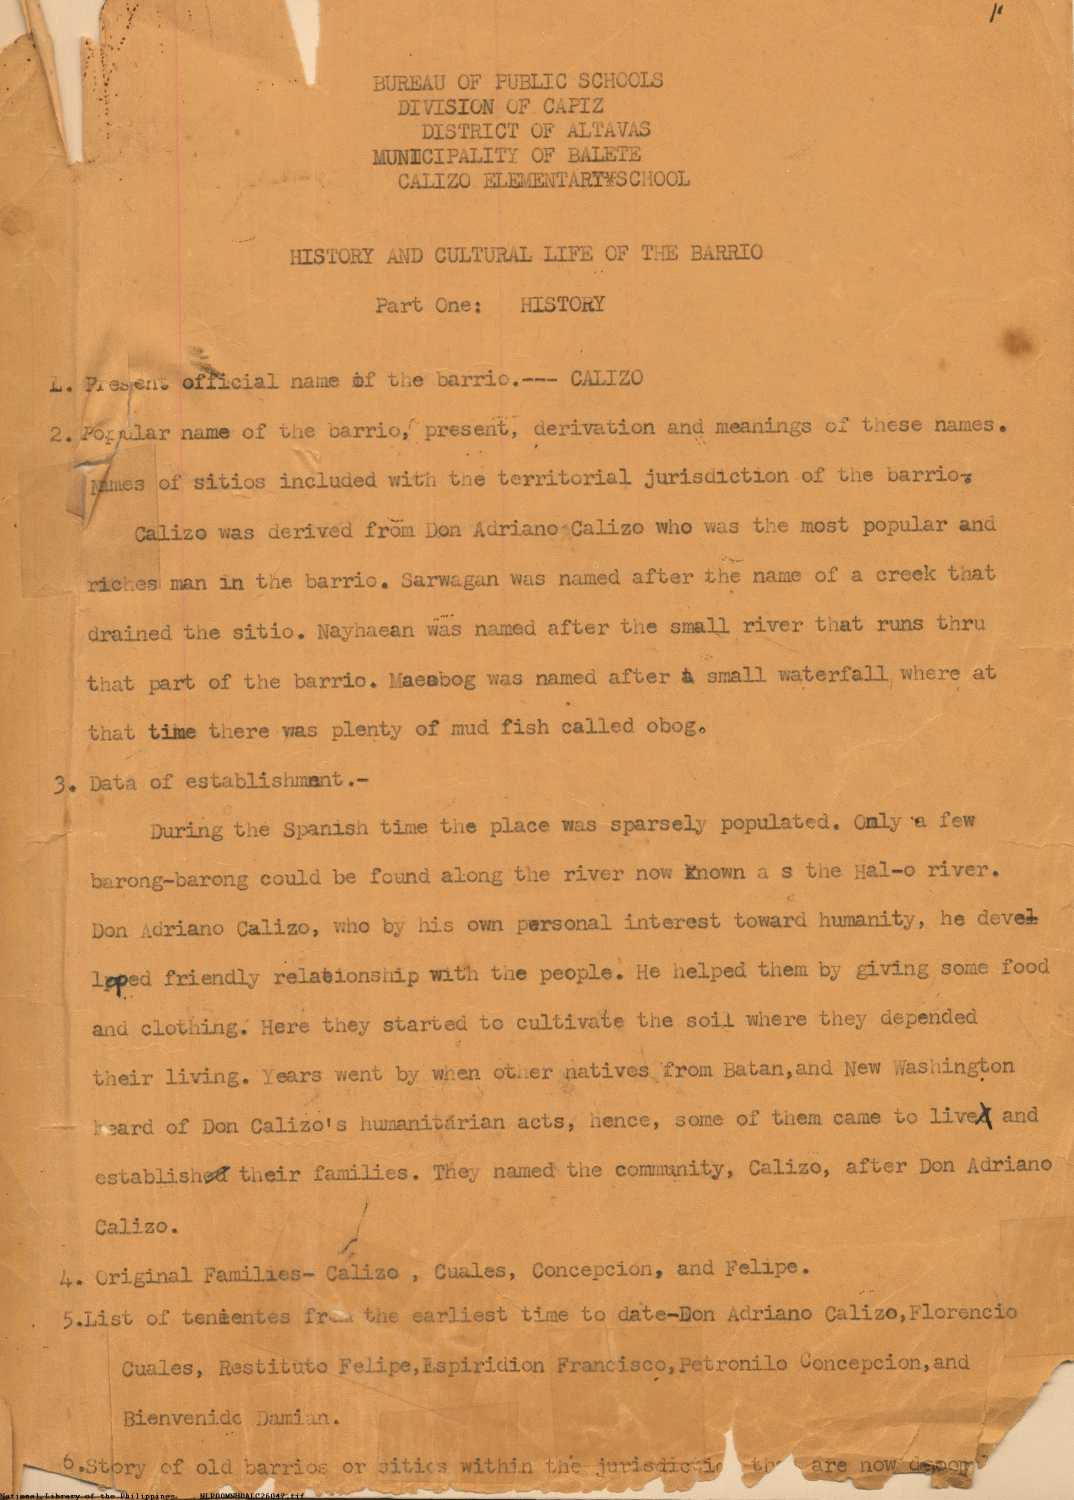 BUREAU OF PUBLIC SCHOOLS
DIVISION OF CAPIZ
DISTRICT OF ALTAVAS
MUNICIPALITY OF BALETE
CALIZO ELEMENTARY SCHOOL
HISTORY AND CULTURAL LIFE OF THE BARRIO
Part One: HISTORY
1. Present official name of the barrio.--- CALIZO
2. Popular name of the barrio, present, derivation and meanings of these names.
Names of sitios included with the territorial jurisdiction of the barrio-
Calizo was derived from Don Adriano Calizo who was the most popular and
riches man in the barrio. Sarwagan was named after the name of a creek that
drained the sitio. Nayhaean was named after the small river that runs thru
that part of the barrio. Maeobog was named after a small waterfall where at
that time there was plenty of mud fish called obog.
3. Data of establishment.-
During the Spanish time the place was sparsely populated. Only a few
barong-barong could be found along the river now known a s the Hal-o river.
Don Adriano Calizo, who by his own personal interest toward humanity, he devel
loped friendly relationship with the people. He helped them by giving some food
and clothing. Here they started to cultivate the soil where they depended
their living. Years went by when other natives from Batan,and New Washington
heard of Don Calizo's humanitarian acts, hence, some of them came to live and
established their families. They named the community, Calizo, after Don Adriano
Calizo.
4. Original Families- Calizo , Cuales, Concepcion, and Felipe.
5.List of tenientes from the earliest time to date-Don Adriano Calizo,Florencio
Cuales, Restituto Felipe,Espiridion Francisco,Petronilo Concepcion,and
Bienvenido Damian.
6.Story of old barrios or sitios within the jurisdictio that are now depop
National Library of the Philippines NLPOOMNHDALC26047.tif